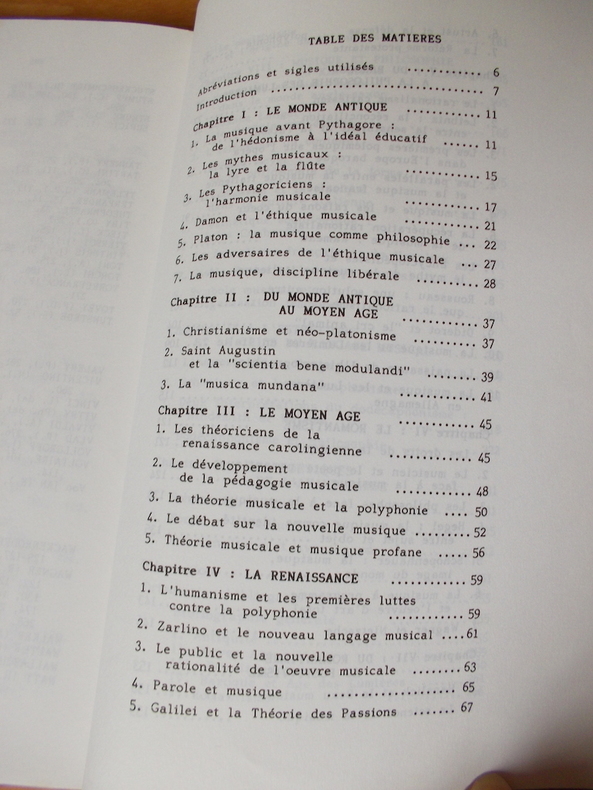 TABLE DES MATIERES
Abréviations et sigles utilisés ............ 6
Introduction .................................. 7
Chapitre I : LE MONDE ANTIQUE ............ 11
1. La musique avant Pythagore :
de l'hédonisme à l'idéal éducatif ...... 11
2. Les mythes musicaux :
la lyre et la flûte ............ 15
3. Les Pythagoriciens :
l'harmonie musicale ............ 17
4. Damon et l'éthique musicale ............ 21
5. Platon : la musique comme philosophie ... 22
6. Les adversaires de l'éthique musicale ... 27
7. La musique, discipline libérale .......... 28
Chapitre II : DU MONDE ANTIQUE
AU MOYEN AGE ............ 37
1. Christianisme et néo-platonisme .......... 37
2. Saint Augustin
et la "scientia bene modulandi" ........ 39
3. La "musica mundana" ............ 41
Chapitre III : LE MOYEN AGE ............ 45
1. Les théoriciens de la
renaissance carolingienne ............. 45
2. Le développement
de la pédagogie musicale ............ 48
3. La théorie musicale et la polyphonie .... 50
4. Le débat sur la nouvelle musique ......... 52
5. Théorie musicale et musique profane ..... 56
Chapitre IV : LA RENAISSANCE ............ 59
1. L'humanisme et les premières luttes
contre la polyphonie ............ 59
2. Zarlino et le nouveau langage musical .... 61
3. Le public et la nouvelle
rationalité de l'oeuvre musicale ........ 63
4. Parole et musique .................... 65
5. Galilei et la Théorie des Passions ....... 67